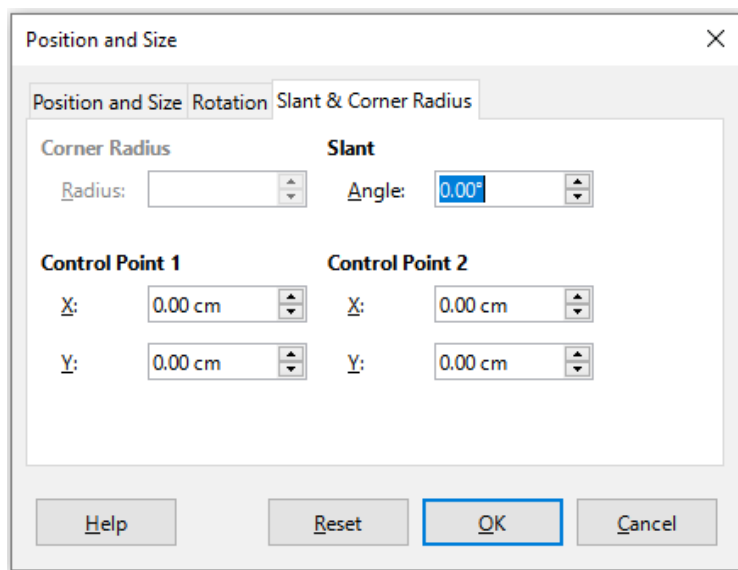 Position and Size
Position and Size Rotation Slant & Corner Radius
Corner Radius Slant
Radius: Angle: 0.00°
Control Point 1 Control Point 2
X: 0.00 cm X: 0.00 cm
Y: 0.00 cm Y: 0.00 cm
Help Reset OK Cancel